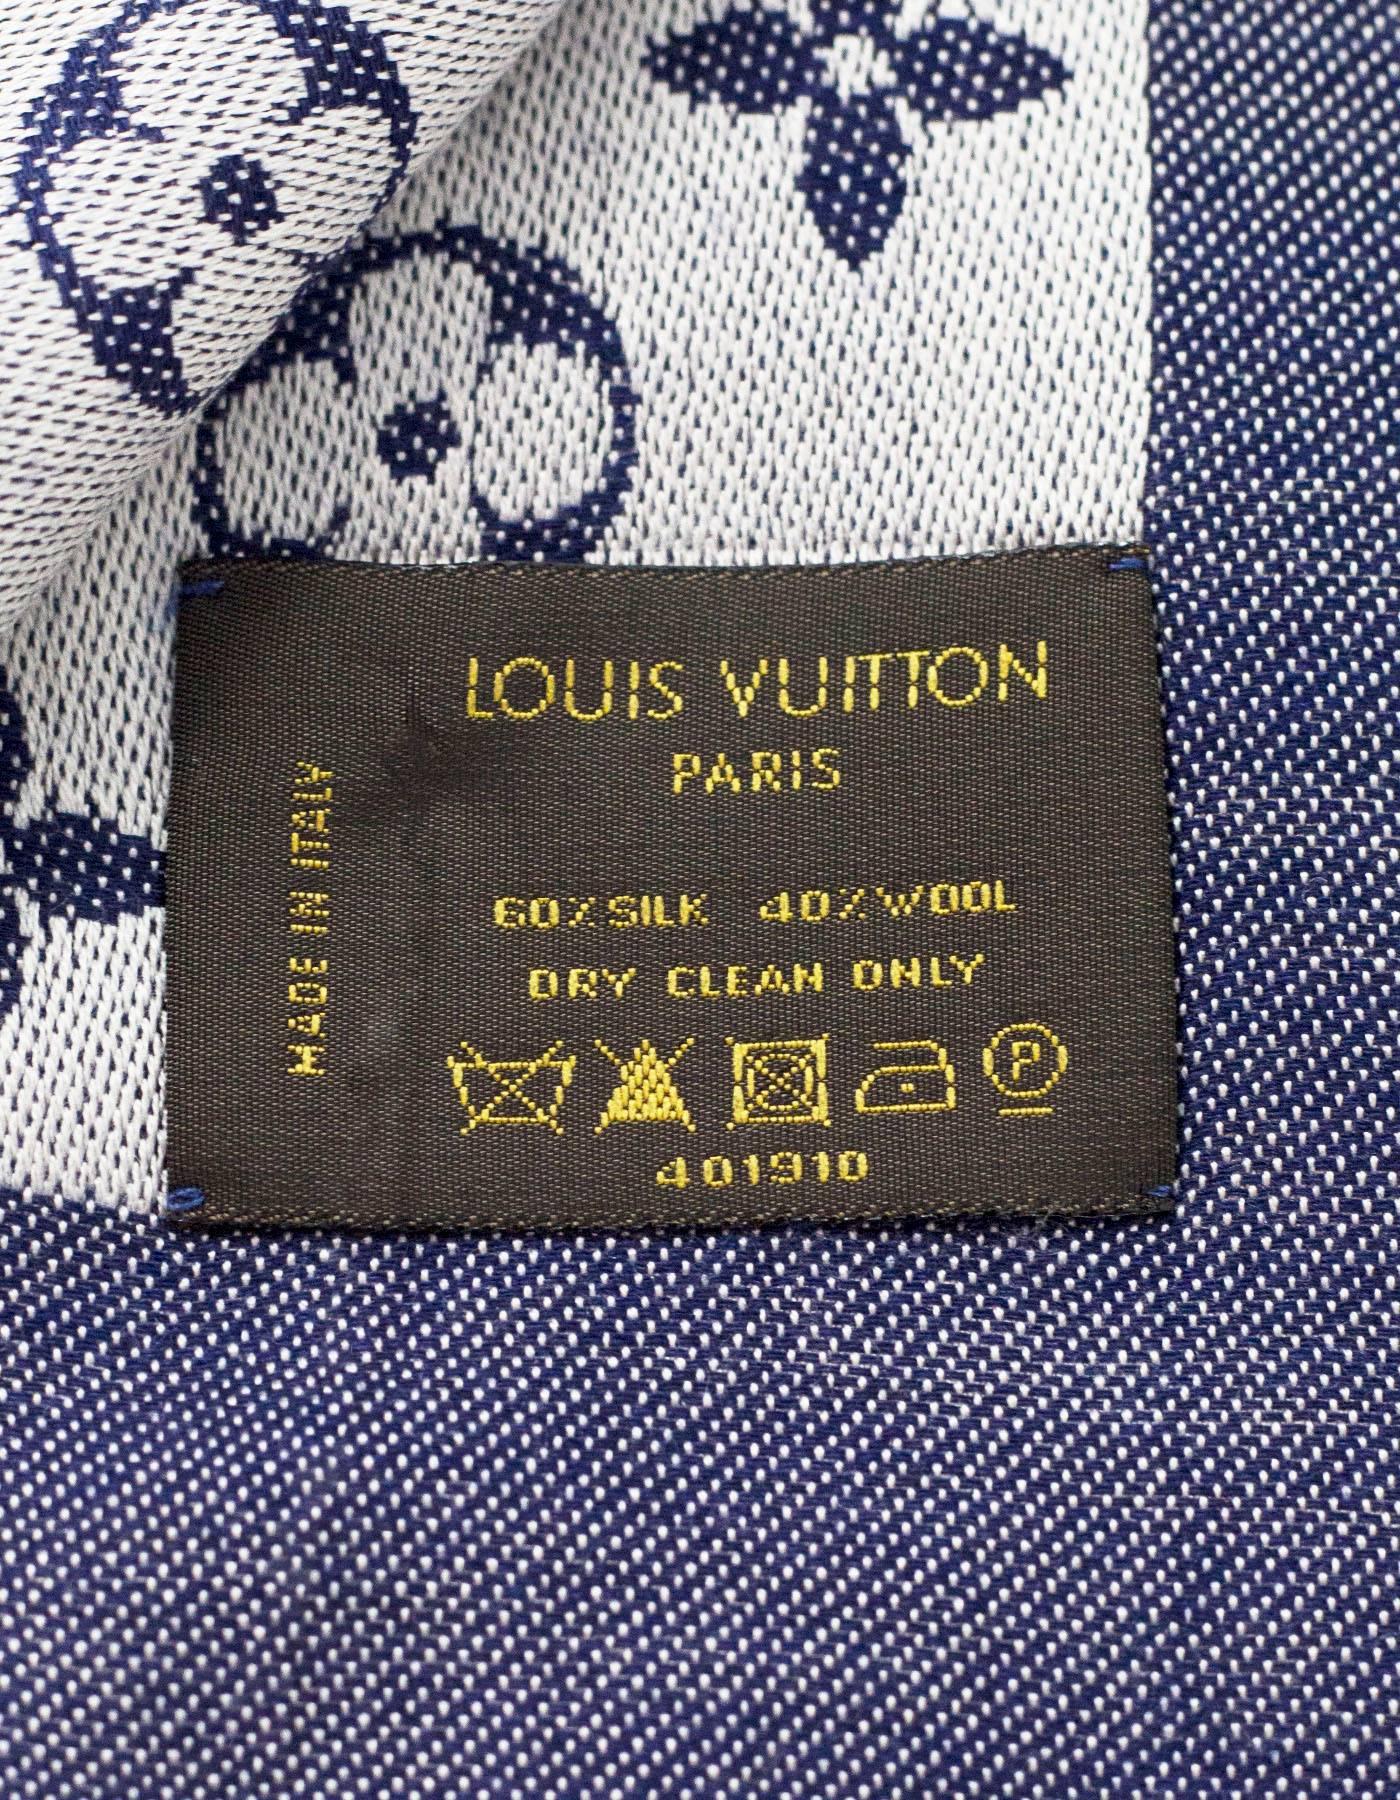 LOUIS VUITTON
PARIS
MADE IN ITALY
60% SILK 40% WOOL
DRY CLEAN ONLY
P
401910